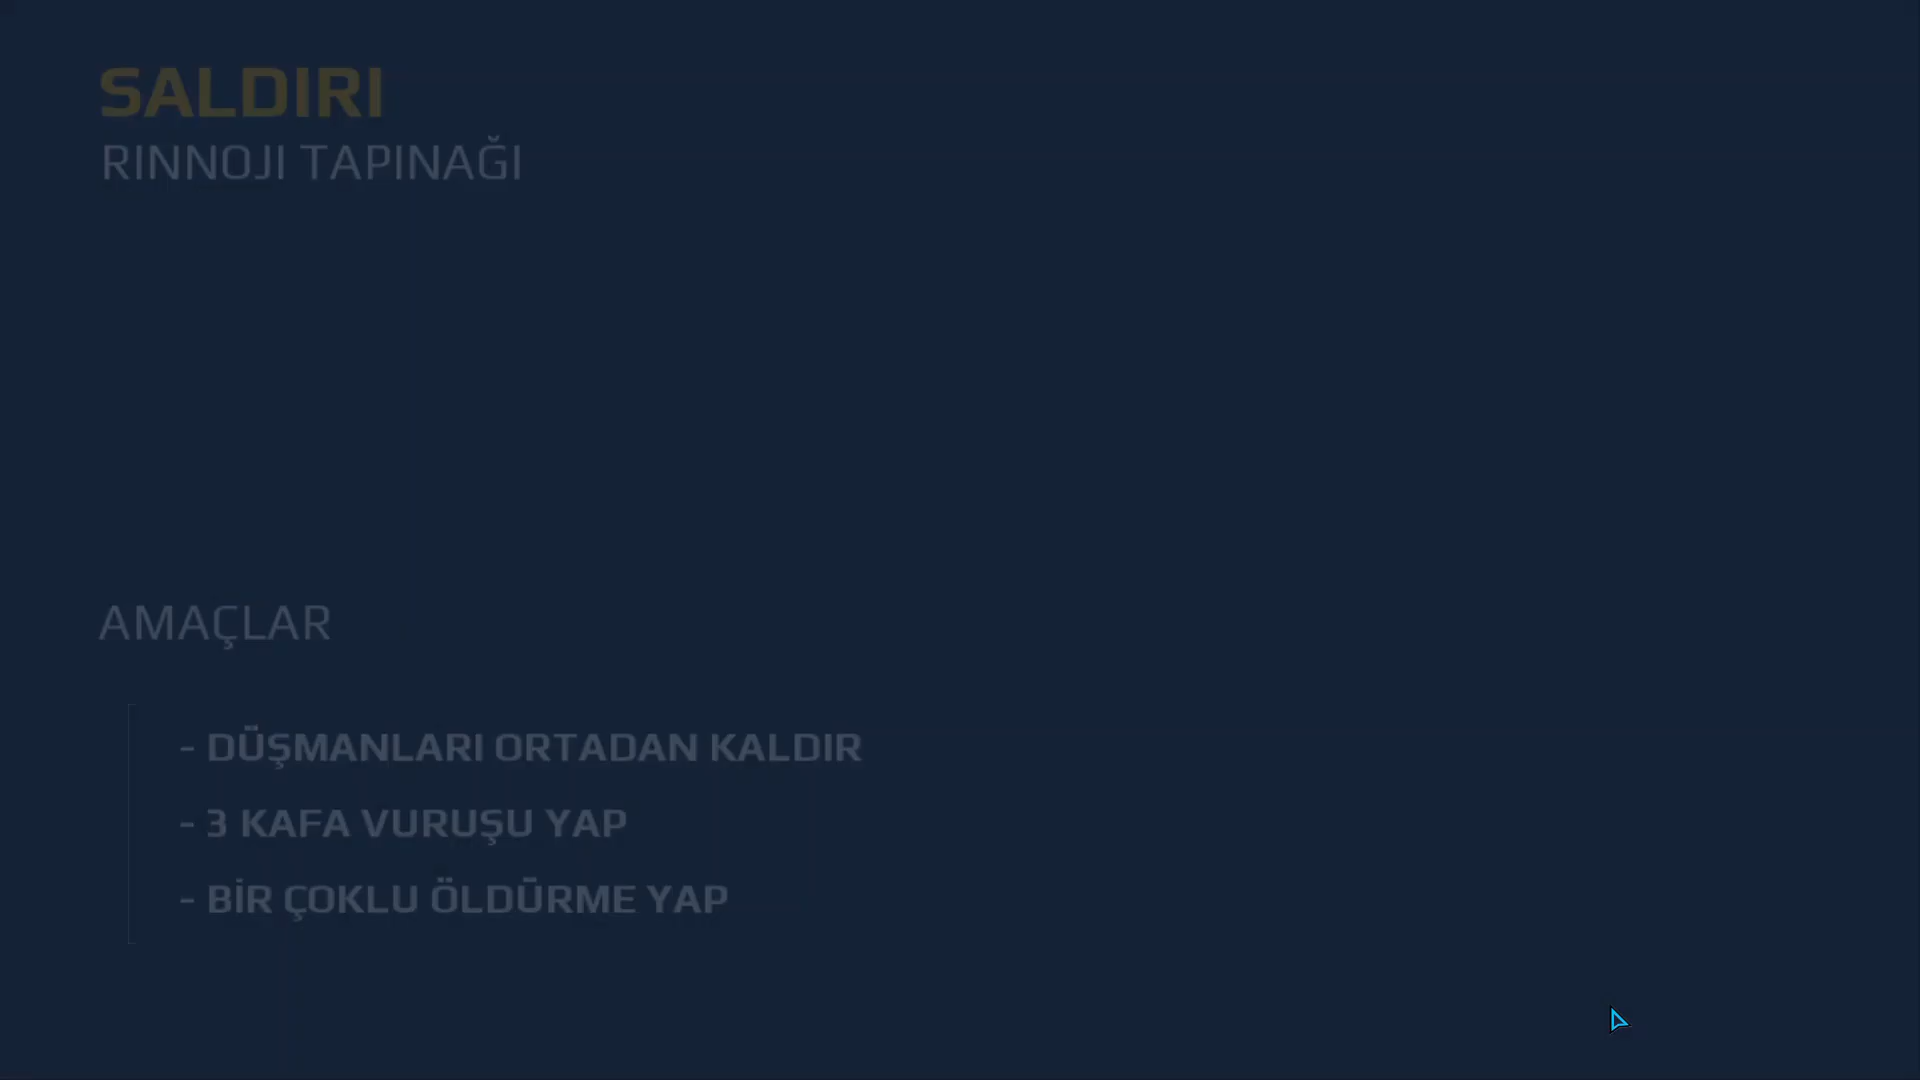 SALDIRI
RINNOJI TAPINAĞI
AMAÇLAR
- DÜŞMANLARI ORTADAN KALDIR
- 3 KAFA VURUŞU YAP
- BİR ÇOKLU ÖLDÜRME YAP